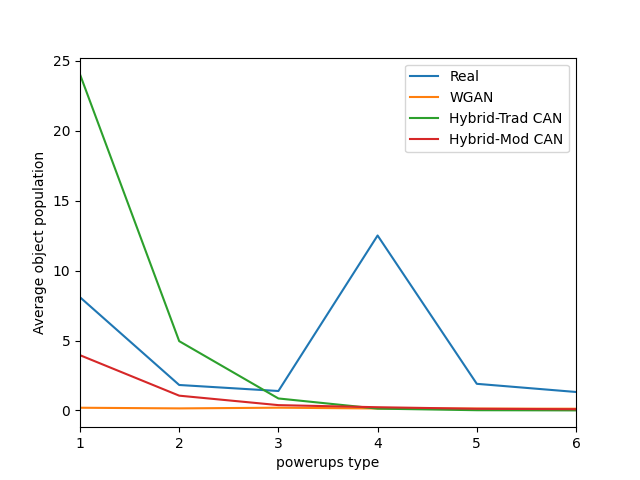 25
20
15
10
5
0
Average object population
Real
WGAN
Hybrid-Trad CAN
Hybrid-Mod CAN
1 2 3 4 5 6
powerups type